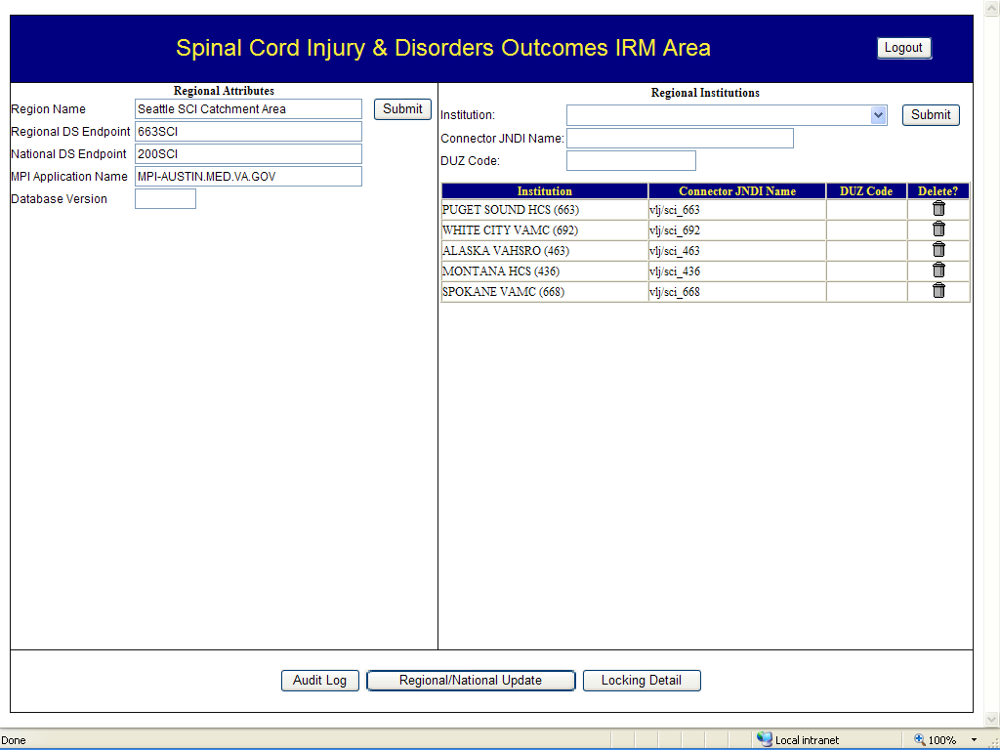 Spinal Cord Injury & Disorders Outcomes IRM Area
Logout
Regional Attributes
Region Name Seattle SCI Catchment Area Submit
Regional DS Endpoint 663SCI
National DS Endpoint 200SCI
MPI Application Name MPI-AUSTIN.MED.VA.GOV
Database Version
Regional Institutions
Institution: Submit
Connector JNDI Name:
DUZ Code:
Institution Connector JNDI Name DUZ Code Delete?
PUGET SOUND HCS (663) vlj/sci_663
WHITE CITY VAMC (692) vlj/sci_692
ALASKA VAHSRO (463) vlj/sci_463
MONTANA HCS (436) vlj/sci_436
SPOKANE VAMC (668) vlj/sci_668
Audit Log Regional/National Update Locking Detail
Done Local intranet 100%